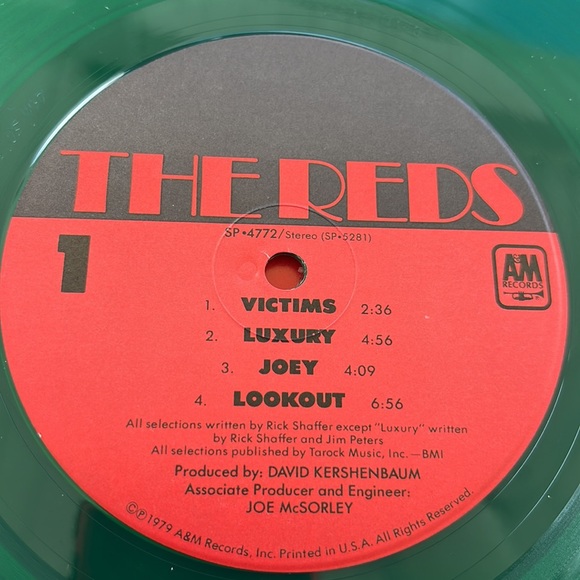 THE REDS
SP•4772/Stereo (SP•5281)
1
A&M
RECORDS
1. VICTIMS 2:36
2. LUXURY 4:56
3. JOEY 4:09
4. LOOKOUT 6:56
All selections written by Rick Shaffer except "Luxury" written
by Rick Shaffer and Jim Peters
All selections published by Tarock Music, Inc.—BMI
Produced by: DAVID KERSHENBAUM
Associate Producer and Engineer:
JOE McSORLEY
©℗1979 A&M Records, Inc. Printed in U.S.A. All Rights Reserved.